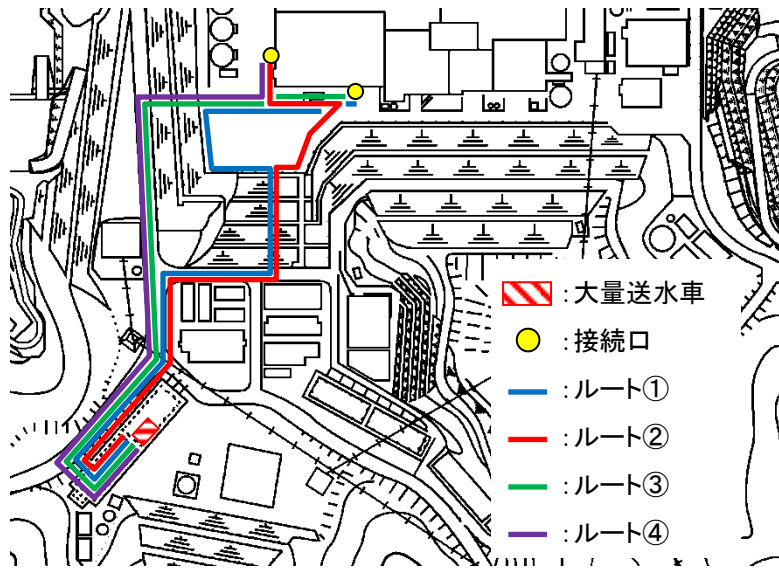 ：大量送水車
：接続口
：ルート①
：ルート②
：ルート③
：ルート④